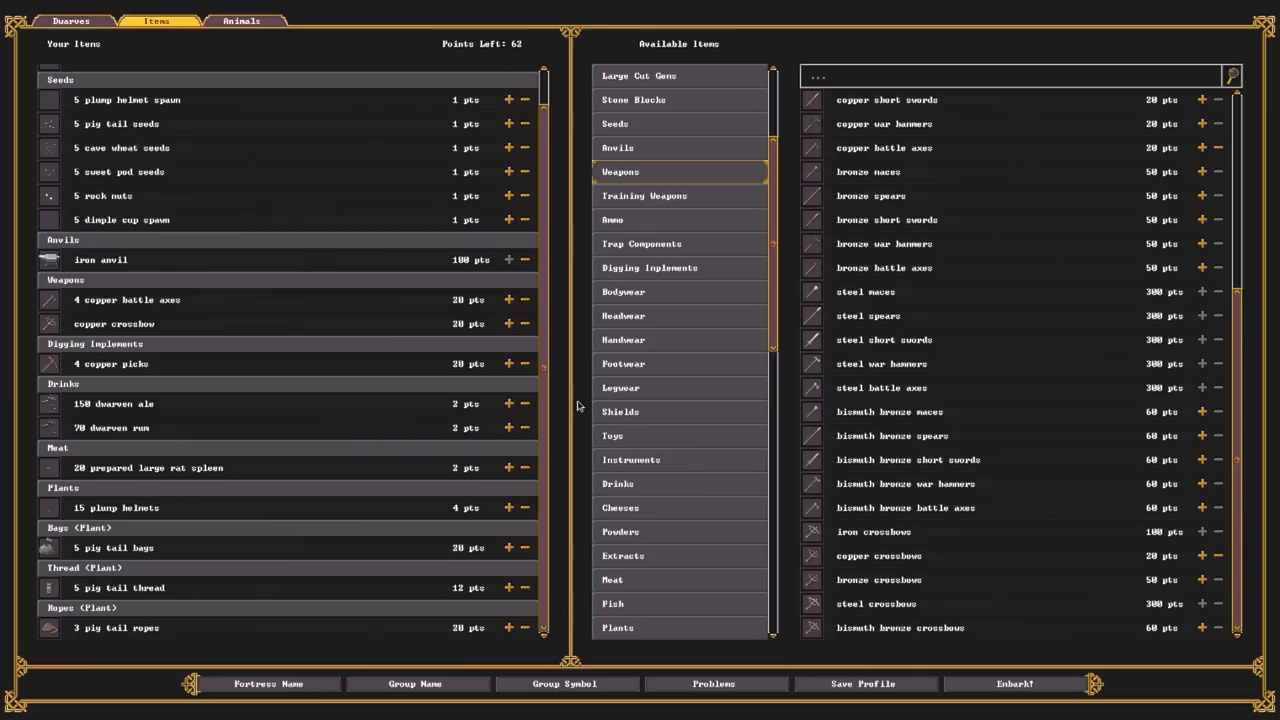 Dwarves
Items
Animals
Your Items
Points Left: 62
Seeds
5 plump helmet spawn 1 pts
5 pig tail seeds 1 pts
5 cave wheat seeds 1 pts
5 sweet pod seeds 1 pts
5 rock nuts 1 pts
5 dimple cup spawn 1 pts
Anvils
iron anvil 100 pts
Weapons
4 copper battle axes 20 pts
copper crossbow 20 pts
Digging Implements
4 copper picks 20 pts
Drinks
150 dwarven ale 2 pts
70 dwarven rum 2 pts
Meat
20 prepared large rat spleen 2 pts
Plants
15 plump helmets 4 pts
Bags (Plant)
5 pig tail bags 20 pts
Thread (Plant)
5 pig tail thread 12 pts
Ropes (Plant)
3 pig tail ropes 20 pts
Available Items
Large Cut Gems
Stone Blocks
Seeds
Anvils
Weapons
Training Weapons
Ammo
Trap Components
Digging Implements
Bodywear
Headwear
Handwear
Footwear
Legwear
Shields
Toys
Instruments
Drinks
Cheeses
Powders
Extracts
Meat
Fish
Plants
...
copper short swords 20 pts
copper war hammers 20 pts
copper battle axes 20 pts
bronze maces 50 pts
bronze spears 50 pts
bronze short swords 50 pts
bronze war hammers 50 pts
bronze battle axes 50 pts
steel maces 300 pts
steel spears 300 pts
steel short swords 300 pts
steel war hammers 300 pts
steel battle axes 300 pts
bismuth bronze maces 60 pts
bismuth bronze spears 60 pts
bismuth bronze short swords 60 pts
bismuth bronze war hammers 60 pts
bismuth bronze battle axes 60 pts
iron crossbows 100 pts
copper crossbows 20 pts
bronze crossbows 50 pts
steel crossbows 300 pts
bismuth bronze crossbows 60 pts
Fortress Name
Group Name
Group Symbol
Problems
Save Profile
Embark!